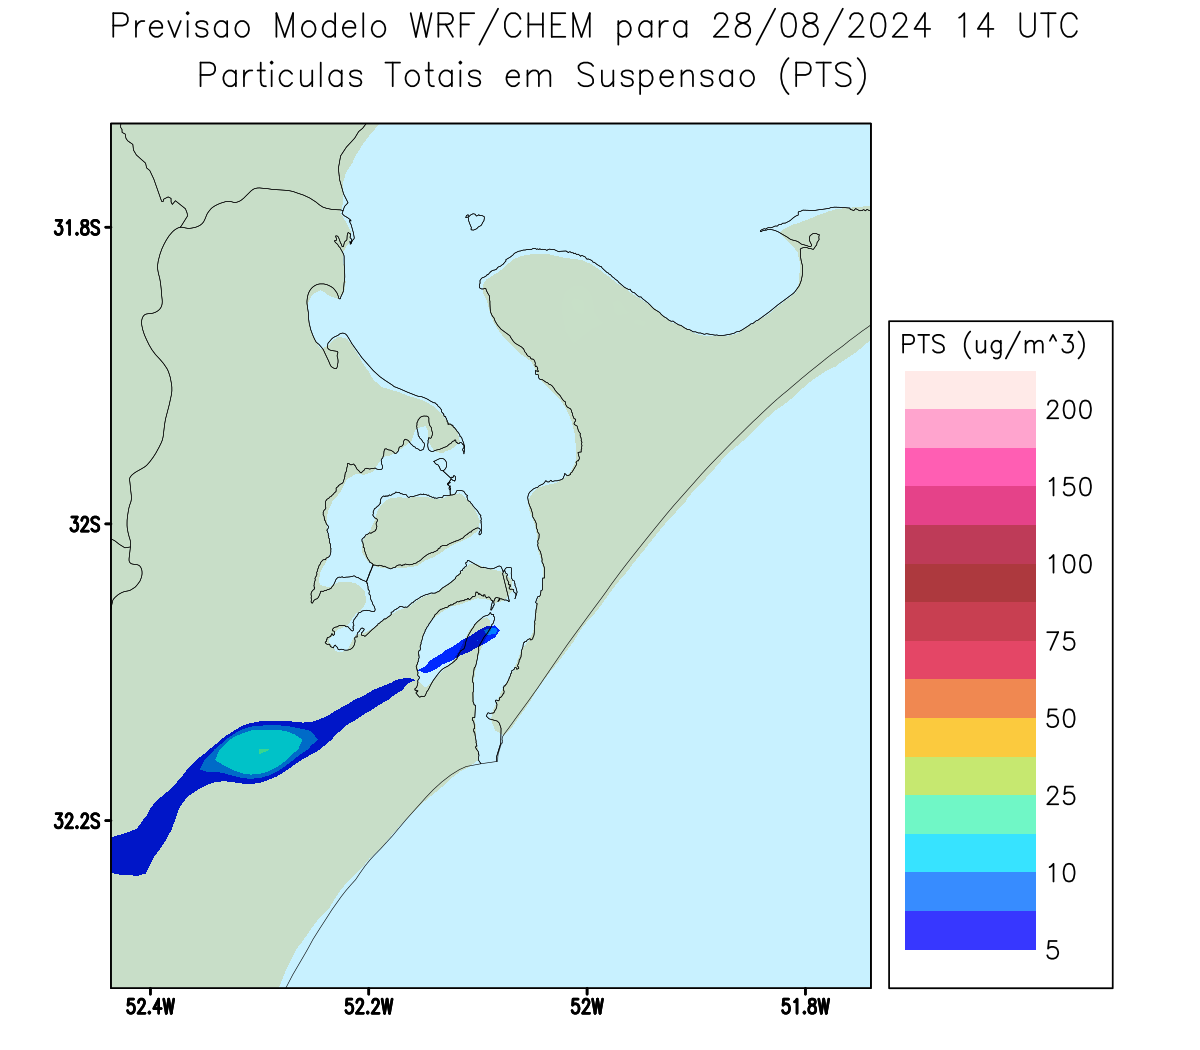 Previsao Modelo WRF/CHEM para 28/08/2024 14 UTC
Particulas Totais em Suspensao (PTS)
31.8S
32S
32.2S
52.4W
52.2W
52W
51.8W
PTS (ug/m^3)
200
150
100
75
50
25
10
5